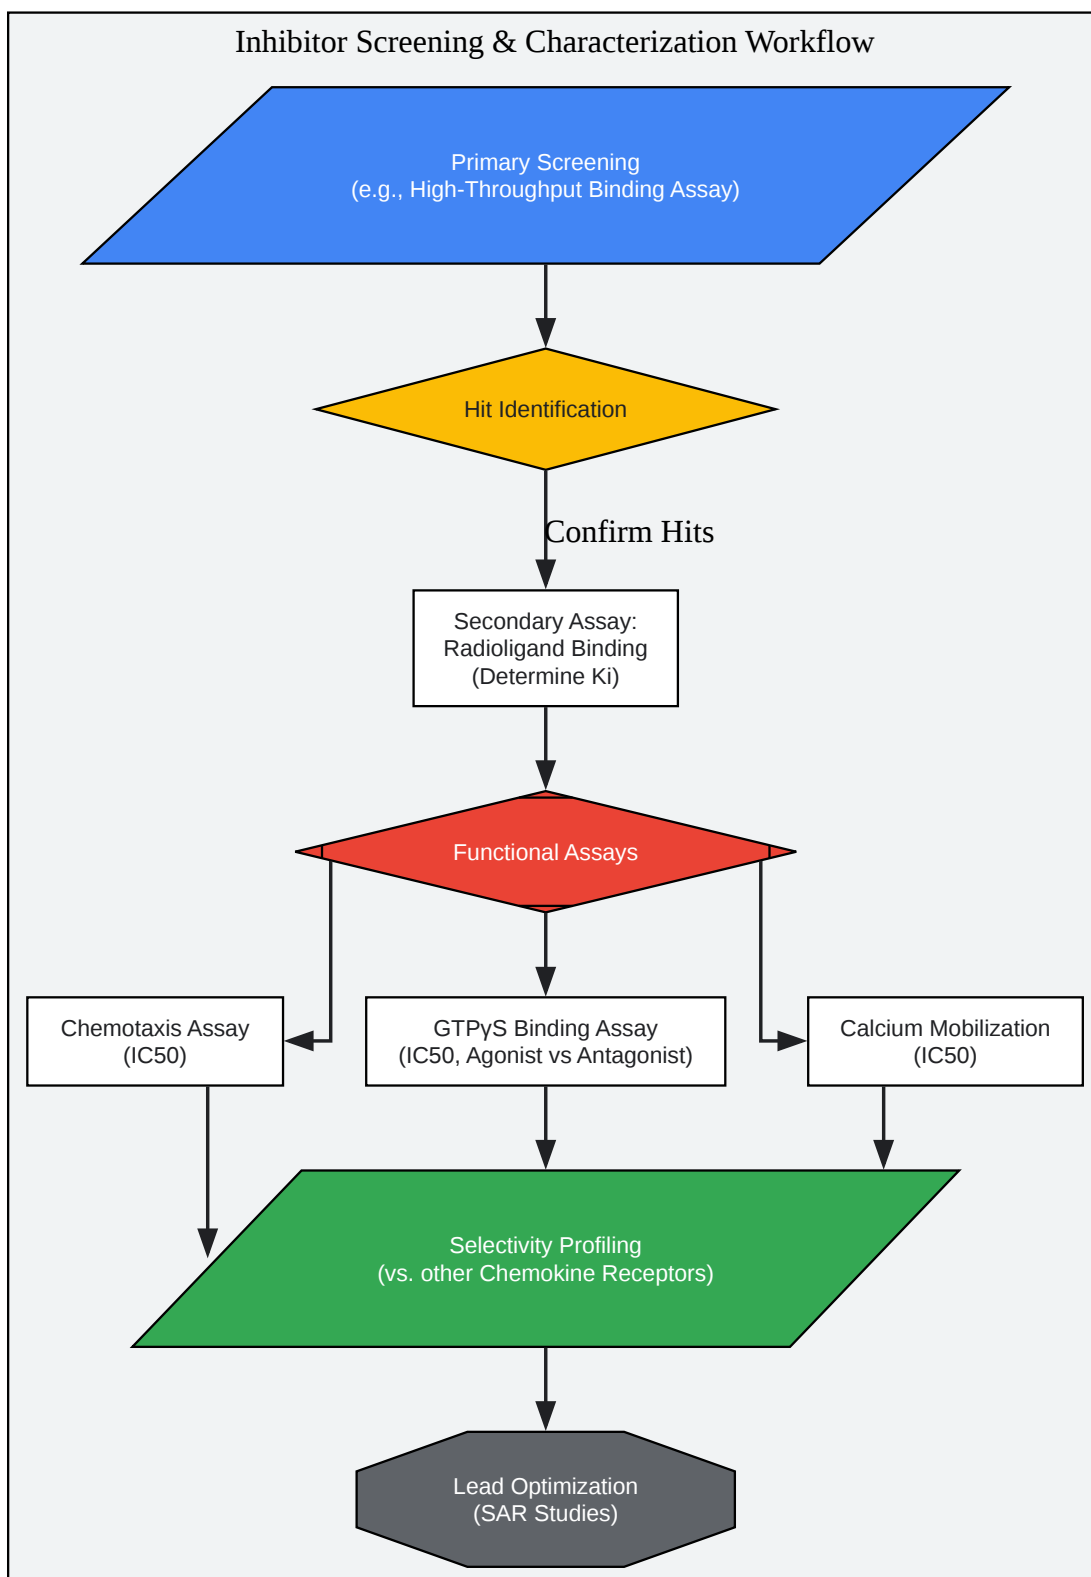 Inhibitor Screening & Characterization Workflow
Primary Screening
(e.g., High-Throughput Binding Assay)
Hit Identification
Confirm Hits
Secondary Assay:
Radioligand Binding
(Determine Ki)
Functional Assays
Chemotaxis Assay
(IC50)
GTPγS Binding Assay
(IC50, Agonist vs Antagonist)
Calcium Mobilization
(IC50)
Selectivity Profiling
(vs. other Chemokine Receptors)
Lead Optimization
(SAR Studies)